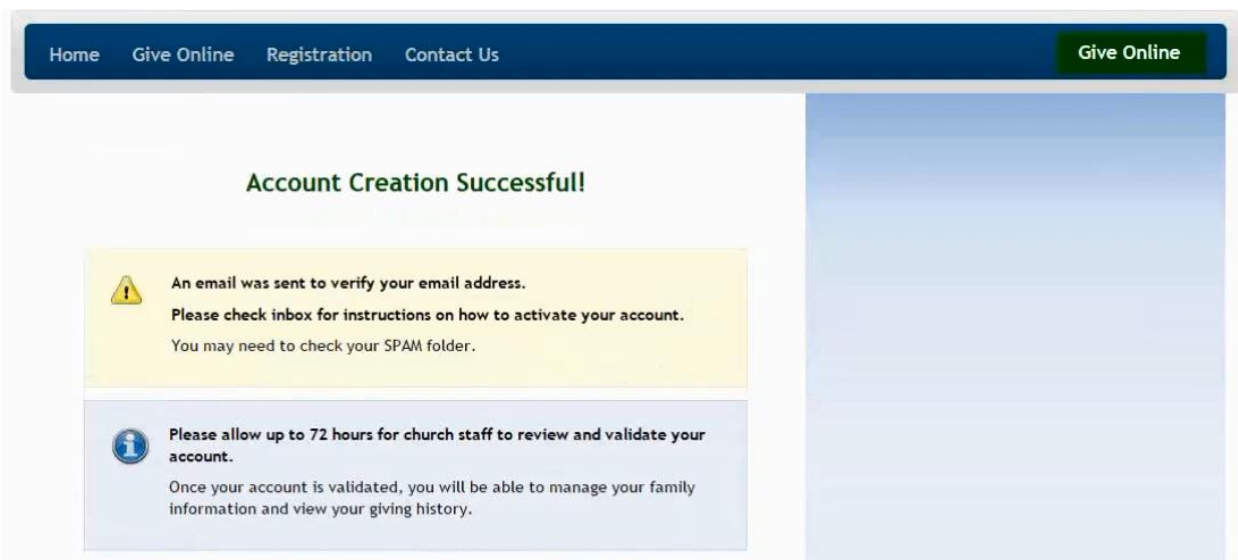 Home Give Online Registration Contact Us Give Online
Account Creation Successful!
An email was sent to verify your email address.
Please check inbox for instructions on how to activate your account.
You may need to check your SPAM folder.
Please allow up to 72 hours for church staff to review and validate your
account.
Once your account is validated, you will be able to manage your family
information and view your giving history.